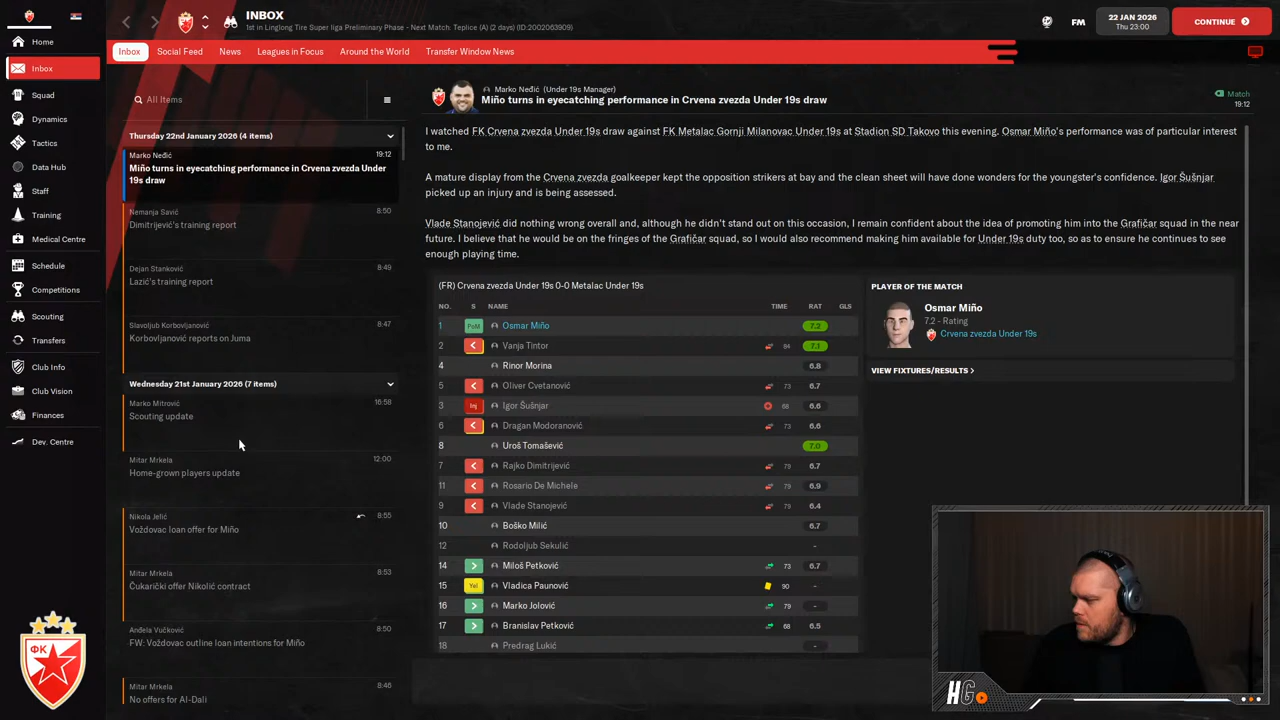 INBOX
1st in Linglong Tire Super liga Preliminary Phase - Next Match: Teplice (A) (2 days) (ID:2002063909)
FM
22 JAN 2026
Thu 23:00
CONTINUE
Home
Inbox
Squad
Dynamics
Tactics
Data Hub
Staff
Training
Medical Centre
Schedule
Competitions
Scouting
Transfers
Club Info
Club Vision
Finances
Dev. Centre
ФК
Inbox
Social Feed
News
Leagues in Focus
Around the World
Transfer Window News
All Items
Thursday 22nd January 2026 (4 items)
Marko Neđić 19:12
Miño turns in eyecatching performance in Crvena zvezda Under
19s draw
Nemanja Savić 8:50
Dimitrijević's training report
Dejan Stanković 8:49
Lazić's training report
Slavoljub Korbovljanović 8:47
Korbovljanović reports on Juma
Wednesday 21st January 2026 (7 items)
Marko Mitrović 16:58
Scouting update
Mitar Mrkela 12:00
Home-grown players update
Nikola Jelić 8:55
Voždovac loan offer for Miño
Mitar Mrkela 8:53
Čukarički offer Nikolić contract
Anđela Vučković 8:50
FW: Voždovac outline loan intentions for Miño
Mitar Mrkela 8:46
No offers for Al-Dali
Marko Neđić (Under 19s Manager)
Miño turns in eyecatching performance in Crvena zvezda Under 19s draw
Match
19:12
I watched FK Crvena zvezda Under 19s draw against FK Metalac Gornji Milanovac Under 19s at Stadion SD Takovo this evening. Osmar Miño's performance was of particular interest
to me.
A mature display from the Crvena zvezda goalkeeper kept the opposition strikers at bay and the clean sheet will have done wonders for the youngster's confidence. Igor Šušnjar
picked up an injury and is being assessed.
Vlade Stanojević did nothing wrong overall and, although he didn't stand out on this occasion, I remain confident about the idea of promoting him into the Grafičar squad in the near
future. I believe that he would be on the fringes of the Grafičar squad, so I would also recommend making him available for Under 19s duty too, so as to ensure he continues to see
enough playing time.
(FR) Crvena zvezda Under 19s 0-0 Metalac Under 19s
NO. S NAME TIME RAT GLS
1 PoM Osmar Miño 7.2
2 Vanja Tintor 84 7.1
4 Rinor Morina 6.8
5 Oliver Cvetanović 73 6.7
3 Inj Igor Šušnjar 68 6.6
6 Dragan Modoranović 73 6.6
8 Uroš Tomašević 7.0
7 Rajko Dimitrijević 79 6.7
11 Rosario De Michele 79 6.9
9 Vlade Stanojević 79 6.4
10 Boško Milić 6.7
12 Rodoljub Sekulić -
14 Miloš Petković 73 6.7
15 Yel Vladica Paunović 90 -
16 Marko Jolović 79 -
17 Branislav Petković 68 6.5
18 Predrag Lukić -
PLAYER OF THE MATCH
Osmar Miño
7.2 - Rating
Crvena zvezda Under 19s
VIEW FIXTURES/RESULTS >
HG